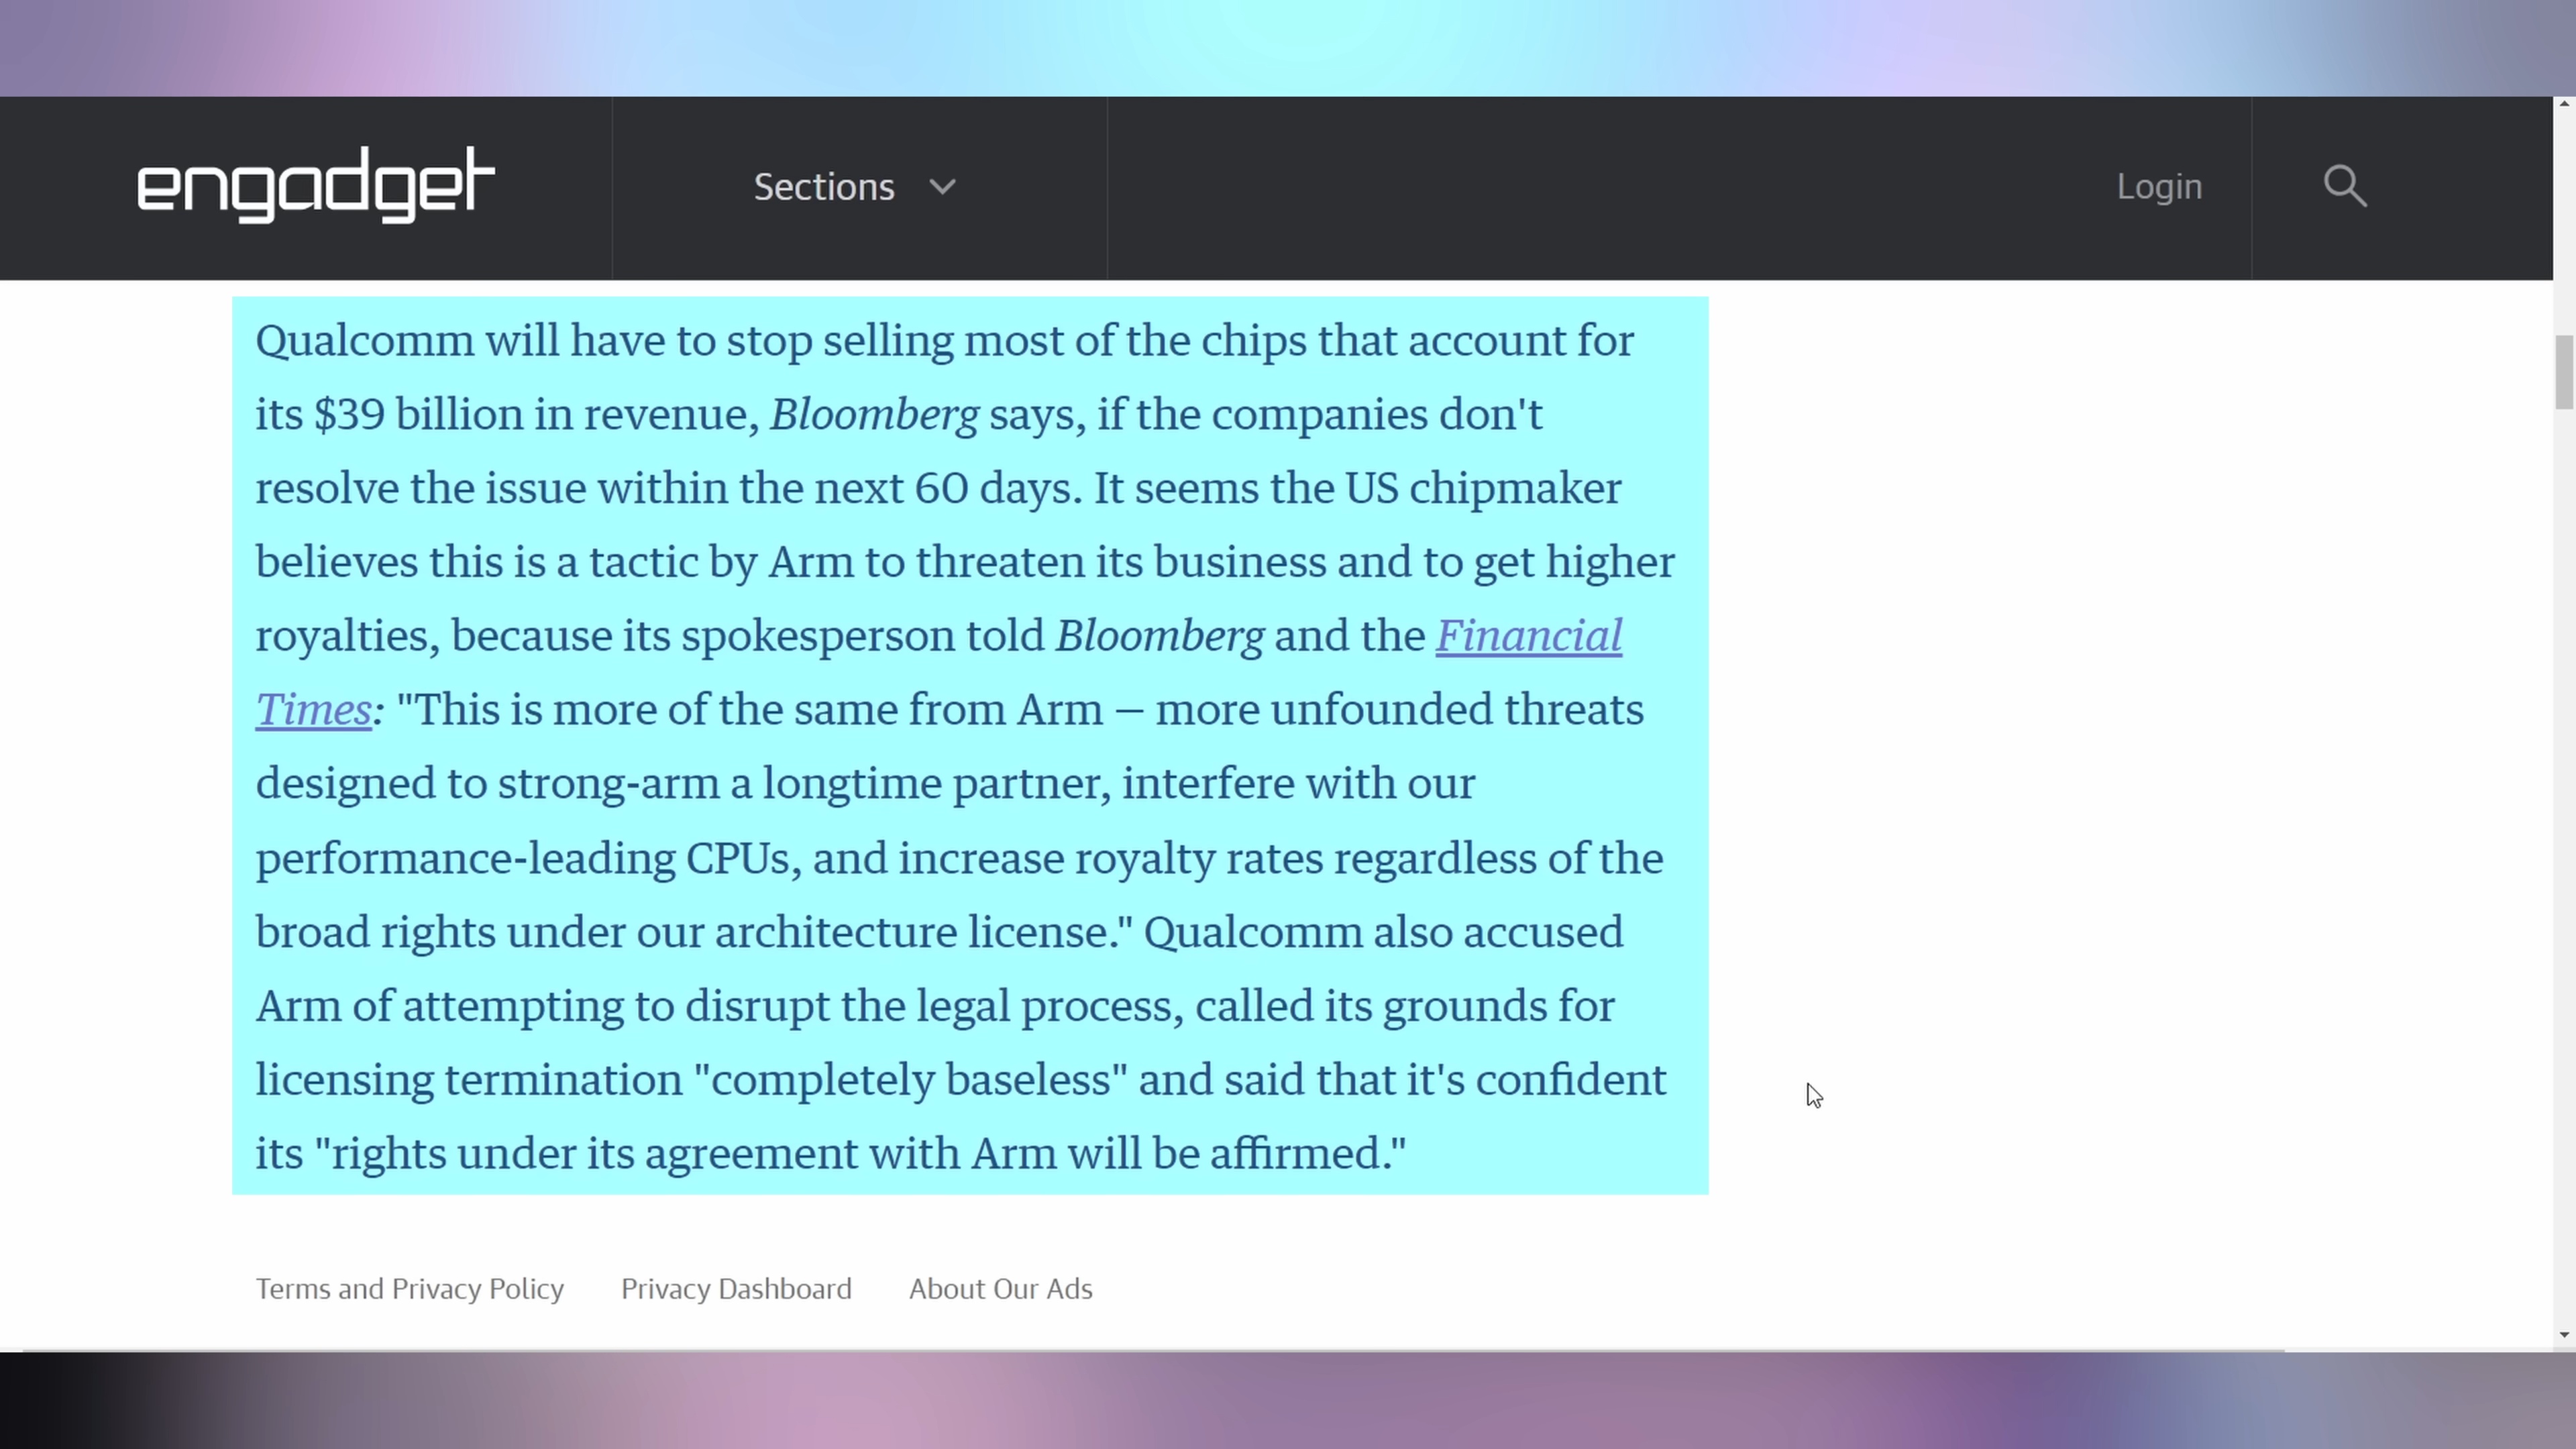 engadget
Sections
Login
Qualcomm will have to stop selling most of the chips that account for
its $39 billion in revenue, Bloomberg says, if the companies don't
resolve the issue within the next 60 days. It seems the US chipmaker
believes this is a tactic by Arm to threaten its business and to get higher
royalties, because its spokesperson told Bloomberg and the Financial
Times: "This is more of the same from Arm — more unfounded threats
designed to strong-arm a longtime partner, interfere with our
performance-leading CPUs, and increase royalty rates regardless of the
broad rights under our architecture license." Qualcomm also accused
Arm of attempting to disrupt the legal process, called its grounds for
licensing termination "completely baseless" and said that it's confident
its "rights under its agreement with Arm will be affirmed."
Terms and Privacy Policy Privacy Dashboard About Our Ads